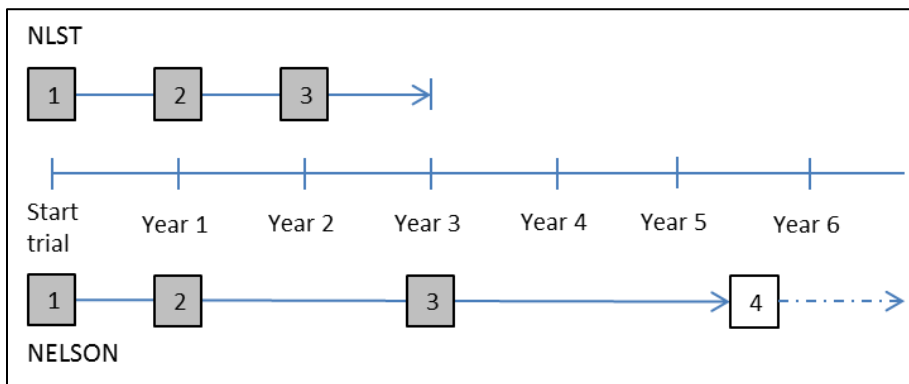 NLST
1 2 3
Start
trial
Year 1 Year 2 Year 3 Year 4 Year 5 Year 6
1 2 3 4
NELSON